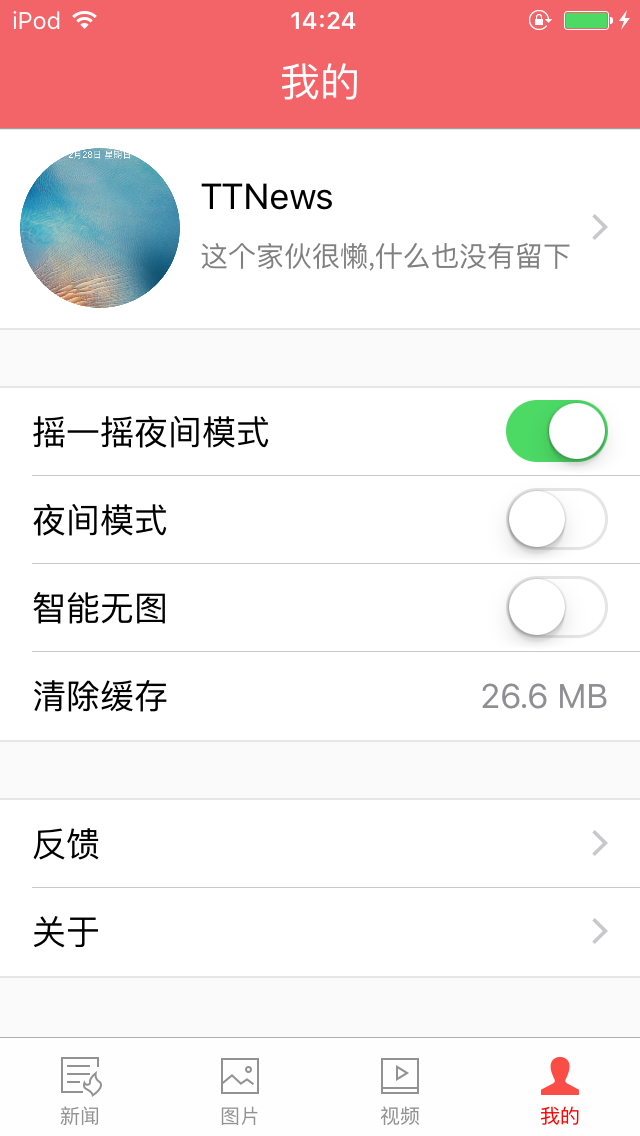 iPod 14:24
我的
2月28日 星期日
TTNews
这个家伙很懒,什么也没有留下
摇一摇夜间模式
夜间模式
智能无图
清除缓存 26.6 MB
反馈
关于
新闻 图片 视频 我的